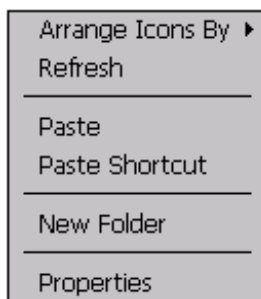 Arrange Icons By
Refresh
Paste
Paste Shortcut
New Folder
Properties